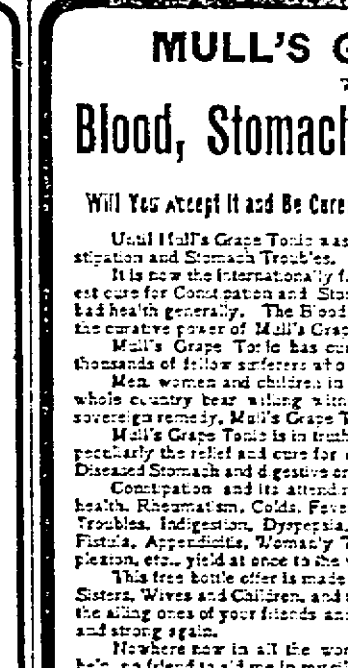 MULL'S G
Blood, Stomach
Will You Accept It and Be Cure
Until Mull's Grape Tonic was
stipation and Stomach Troubles.
It is now the internationally f
est cure for Constipation and Sto
bad health generally. The Blood
the curative power of Mull's Grap
Mull's Grape Tonic has cur
thousands of fellow sufferers who
Men, women and children in
whole country bear willing witn
sovereign remedy, Mull's Grape T
Mull's Grape Tonic is in truth
peculiarly the relief and cure for
Diseased Stomach and digestive or
Constipation and its attend
health, Rheumatism, Colds, Feve
Troubles, Indigestion, Dyspepsia,
Fistula, Appendicitis, Womanly T
plexion, etc., yield at once to the
This free bottle offer is made
Sisters, Wives and Children, and
the ailing ones of your friends an
and strong again.
Nowhere now in all the wor